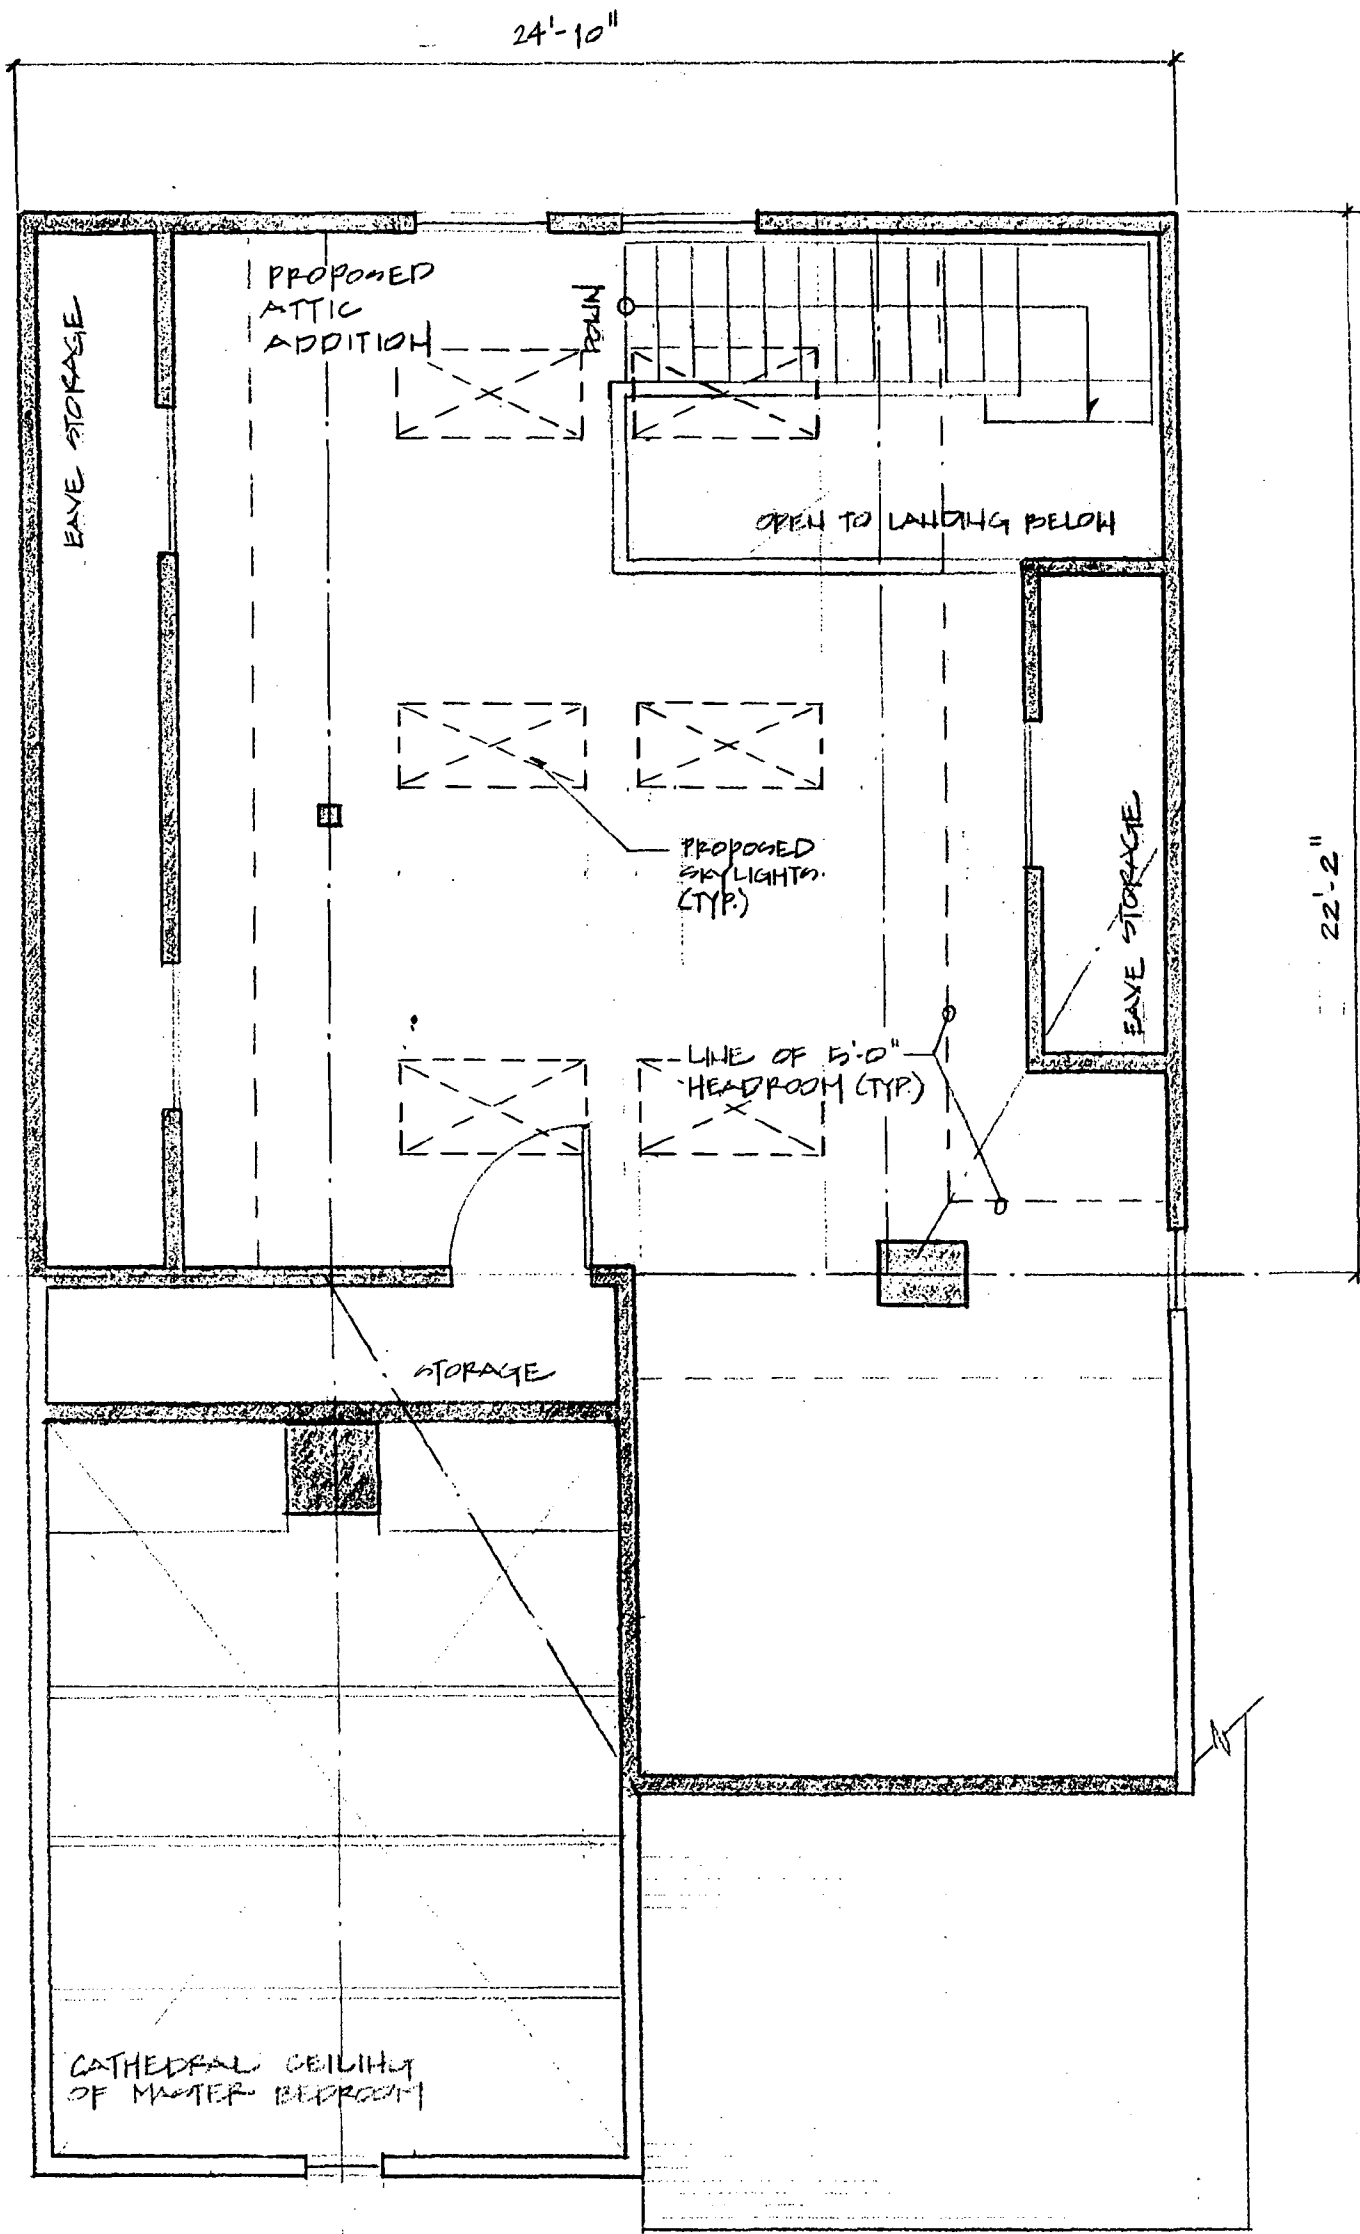 24'-10"
PROPOSED
ATTIC
ADDITION
DOWN
EAVE STORAGE
OPEN TO LANDING BELOW
PROPOSED
SKYLIGHTS.
(TYP.)
EAVE STORAGE
22'-2"
LINE OF 5'-0"
HEADROOM (TYP.)
STORAGE
CATHEDRAL CEILING
OF MASTER BEDROOM